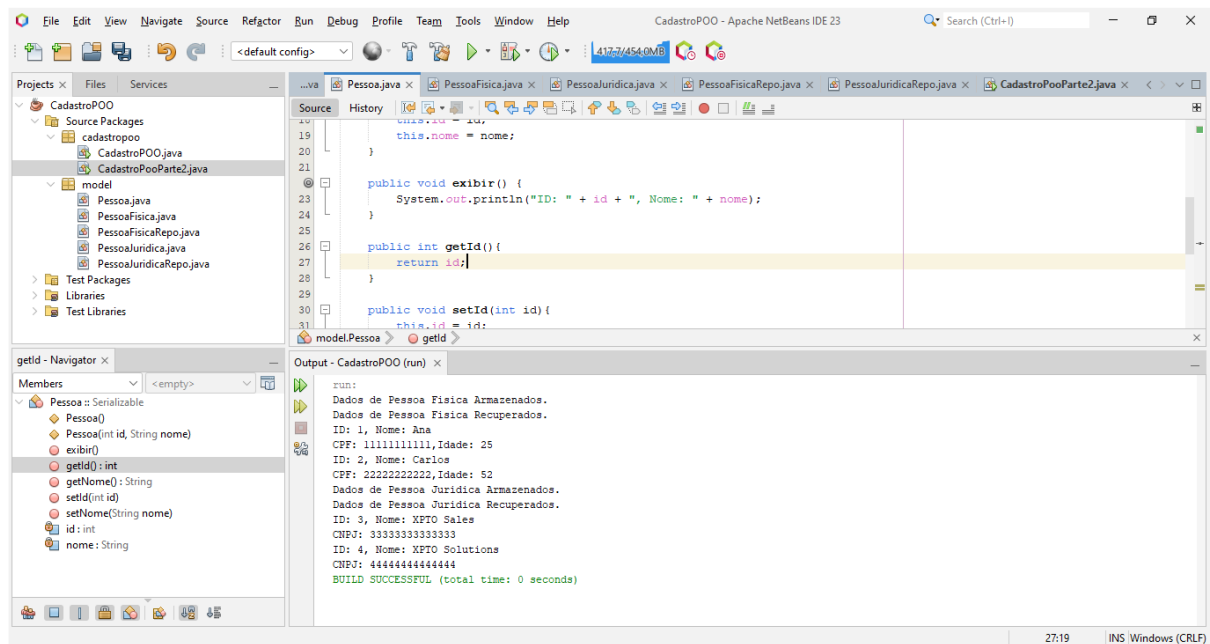 File Edit View Navigate Source Refactor Run Debug Profile Team Tools Window Help CadastroPOO - Apache NetBeans IDE 23 Search (Ctrl+I)
<default config> 417,7/454,0MB
Projects Files Services
CadastroPOO
Source Packages
cadastropoo
CadastroPOO.java
CadastroPooParte2.java
model
Pessoa.java
PessoaFisica.java
PessoaFisicaRepo.java
PessoaJuridica.java
PessoaJuridicaRepo.java
Test Packages
Libraries
Test Libraries
...va Pessoa.java PessoaFisica.java PessoaJuridica.java PessoaFisicaRepo.java PessoaJuridicaRepo.java CadastroPooParte2.java
Source History
18 this.id = id;
19 this.nome = nome;
20 }
21
public void exibir() {
23 System.out.println("ID: " + id + ", Nome: " + nome);
24 }
25
26 public int getId(){
27 return id;
28 }
29
30 public void setId(int id){
31 this.id = id;
model.Pessoa getId
getId - Navigator
Members <empty>
Pessoa :: Serializable
Pessoa()
Pessoa(int id, String nome)
exibir()
getId() : int
getNome() : String
setId(int id)
setNome(String nome)
id : int
nome : String
Output - CadastroPOO (run)
run:
Dados de Pessoa Fisica Armazenados.
Dados de Pessoa Fisica Recuperados.
ID: 1, Nome: Ana
CPF: 11111111111,Idade: 25
ID: 2, Nome: Carlos
CPF: 22222222222,Idade: 52
Dados de Pessoa Juridica Armazenados.
Dados de Pessoa Juridica Recuperados.
ID: 3, Nome: XPTO Sales
CNPJ: 33333333333333
ID: 4, Nome: XPTO Solutions
CNPJ: 44444444444444
BUILD SUCCESSFUL (total time: 0 seconds)
27:19 INS Windows (CRLF)